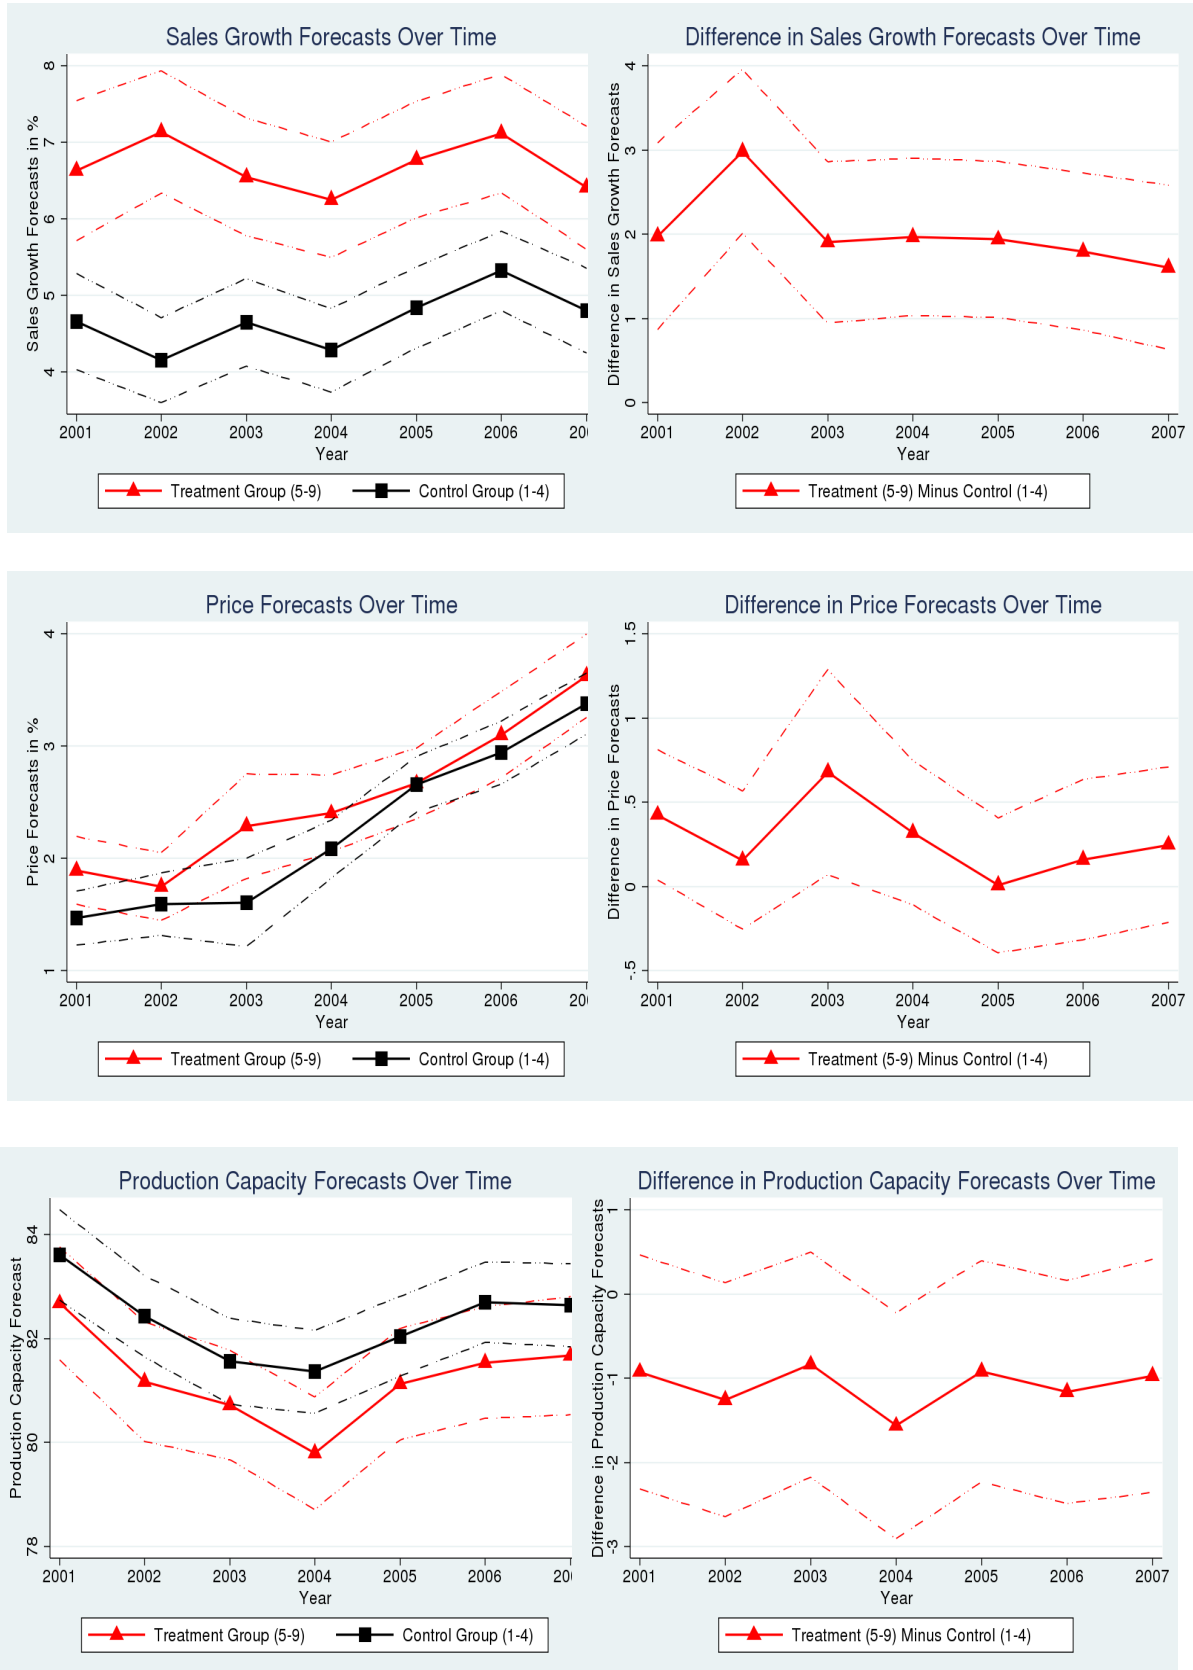 Sales Growth Forecasts Over Time
Sales Growth Forecasts in %
8
7
6
5
4
2001 2002 2003 2004 2005 2006 200
Year
Treatment Group (5-9) Control Group (1-4)
Difference in Sales Growth Forecasts Over Time
Difference in Sales Growth Forecasts
4
3
2
1
0
2001 2002 2003 2004 2005 2006 2007
Year
Treatment (5-9) Minus Control (1-4)
Price Forecasts Over Time
Price Forecasts in %
4
3
2
1
2001 2002 2003 2004 2005 2006 200
Year
Treatment Group (5-9) Control Group (1-4)
Difference in Price Forecasts Over Time
Difference in Price Forecasts
1.5
1
.5
0
-.5
2001 2002 2003 2004 2005 2006 2007
Year
Treatment (5-9) Minus Control (1-4)
Production Capacity Forecasts Over Time
Production Capacity Forecast
84
82
80
78
2001 2002 2003 2004 2005 2006 200
Year
Treatment Group (5-9) Control Group (1-4)
Difference in Production Capacity Forecasts Over Time
Difference in Production Capacity Forecasts
1
0
-1
-2
-3
2001 2002 2003 2004 2005 2006 2007
Year
Treatment (5-9) Minus Control (1-4)